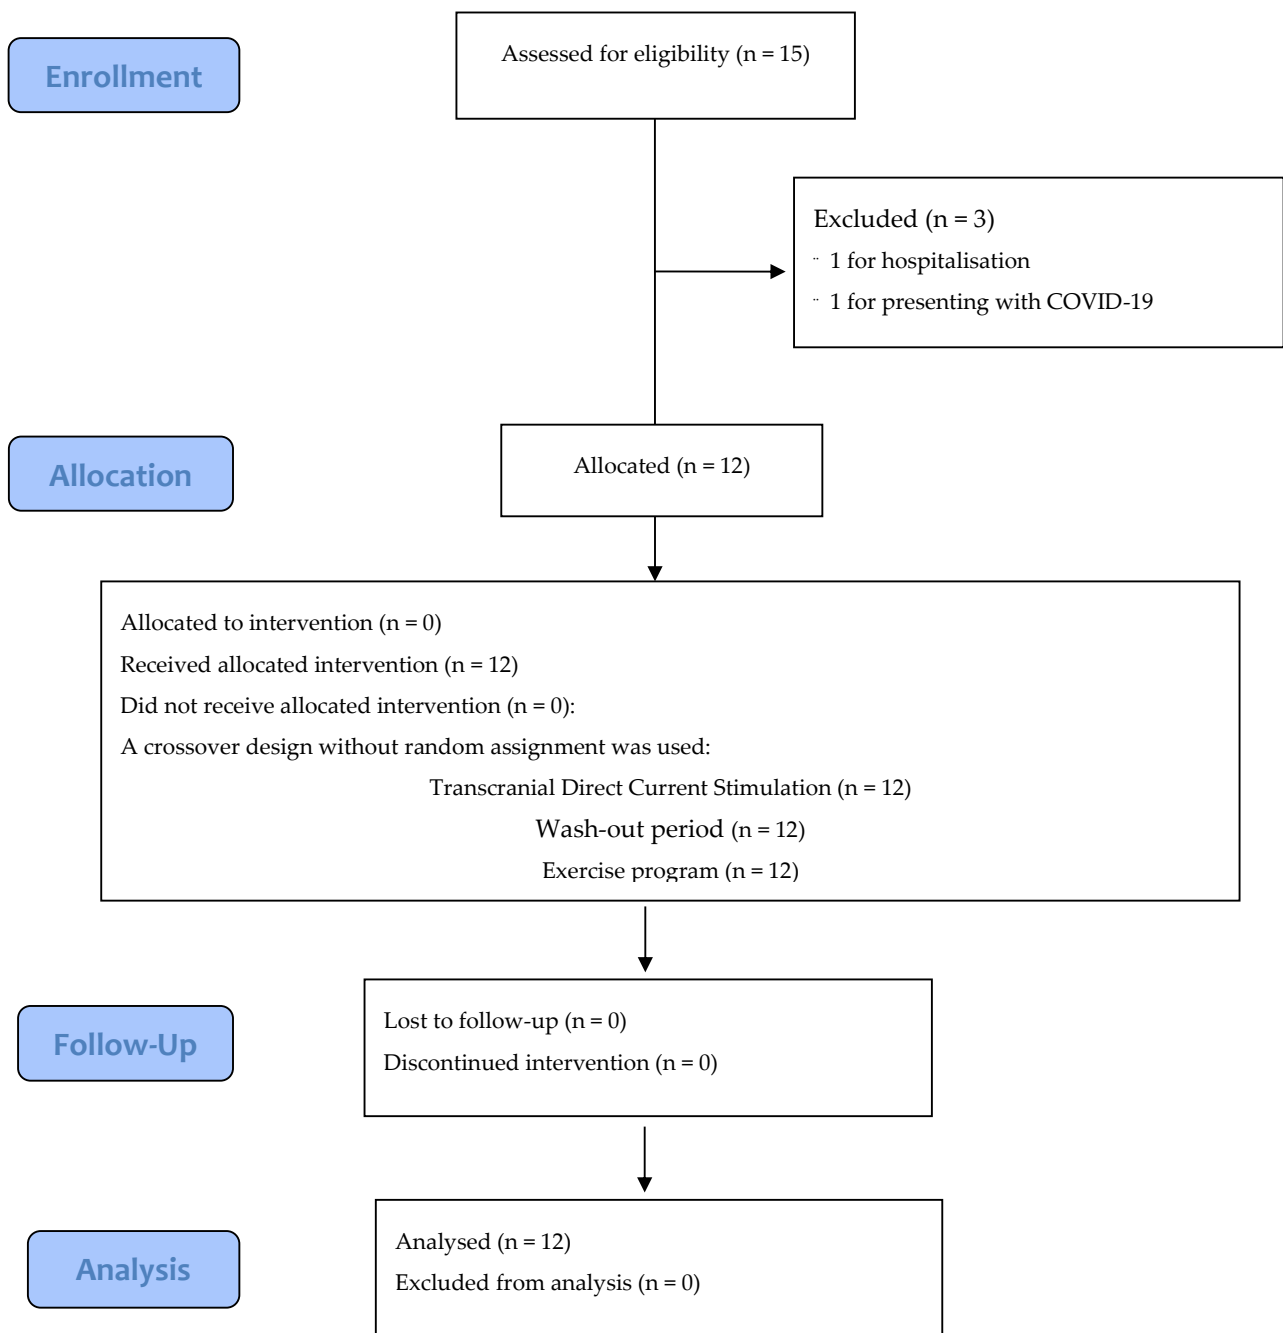 Enrollment
Assessed for eligibility (n = 15)
Excluded (n = 3)
¨ 1 for hospitalisation
¨ 1 for presenting with COVID-19
Allocation
Allocated (n = 12)
Allocated to intervention (n = 0)
Received allocated intervention (n = 12)
Did not receive allocated intervention (n = 0):
A crossover design without random assignment was used:
Transcranial Direct Current Stimulation (n = 12)
Wash-out period (n = 12)
Exercise program (n = 12)
Follow-Up
Lost to follow-up (n = 0)
Discontinued intervention (n = 0)
Analysis
Analysed (n = 12)
Excluded from analysis (n = 0)